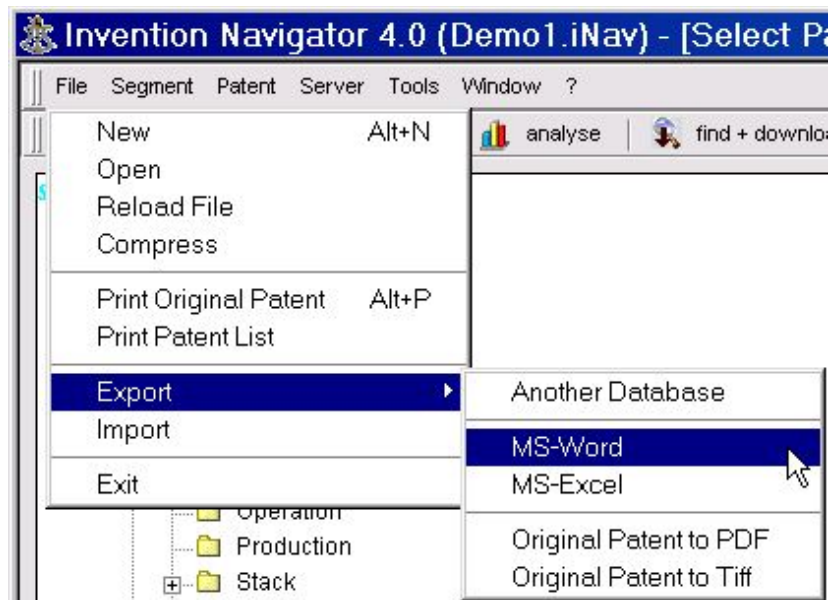 Invention Navigator 4.0 (Demo1.iNav) - [Select Pa
File Segment Patent Server Tools Window ?
analyse find + downlo
New Alt+N
Open
Reload File
Compress
Print Original Patent Alt+P
Print Patent List
Export
Import
Exit
Another Database
MS-Word
MS-Excel
Original Patent to PDF
Original Patent to Tiff
Operation
Production
Stack